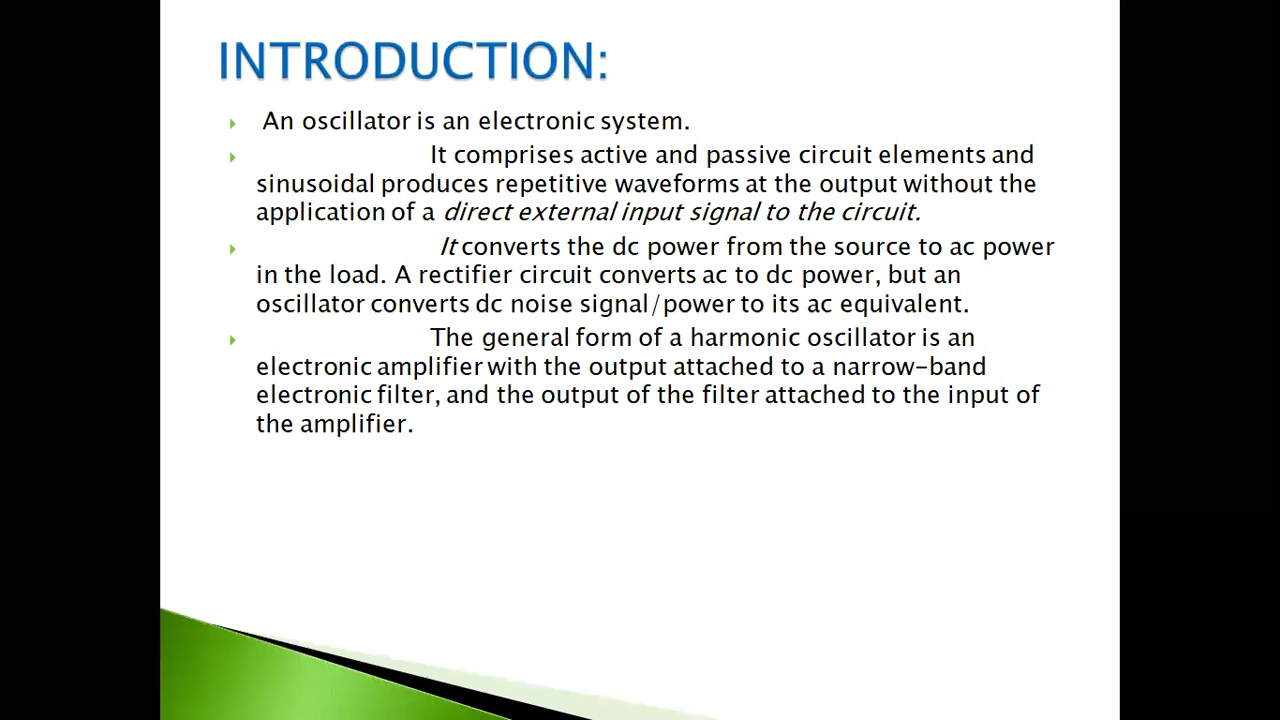 INTRODUCTION:
An oscillator is an electronic system.
It comprises active and passive circuit elements and
sinusoidal produces repetitive waveforms at the output without the
application of a direct external input signal to the circuit.
It converts the dc power from the source to ac power
in the load. A rectifier circuit converts ac to dc power, but an
oscillator converts dc noise signal/power to its ac equivalent.
The general form of a harmonic oscillator is an
electronic amplifier with the output attached to a narrow-band
electronic filter, and the output of the filter attached to the input of
the amplifier.